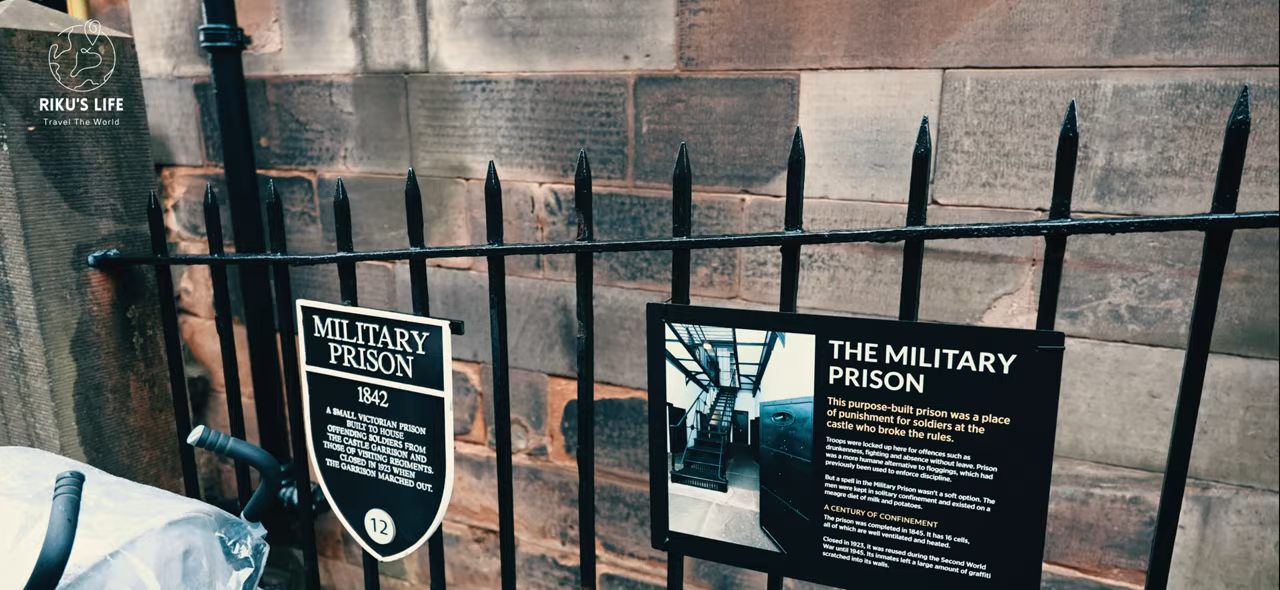 RIKU'S LIFE
Travel The World
MILITARY
PRISON
1842
A SMALL VICTORIAN PRISON
BUILT TO HOUSE
OFFENDING SOLDIERS FROM
THE CASTLE GARRISON AND
THOSE OF VISITING REGIMENTS.
CLOSED IN 1923 WHEN
THE GARRISON MARCHED OUT.
12
THE MILITARY
PRISON
This purpose-built prison was a place
of punishment for soldiers at the
castle who broke the rules.
Troops were locked up here for offences such as
drunkenness, fighting and absence without leave. Prison
was a more humane alternative to floggings, which had
previously been used to enforce discipline.
But a spell in the Military Prison wasn't a soft option. The
men were kept in solitary confinement and existed on a
meagre diet of milk and potatoes.
A CENTURY OF CONFINEMENT
The prison was completed in 1845. It has 16 cells,
all of which are well ventilated and heated.
Closed in 1923, it was reused during the Second World
War until 1945. Its inmates left a large amount of graffiti
scratched into its walls.